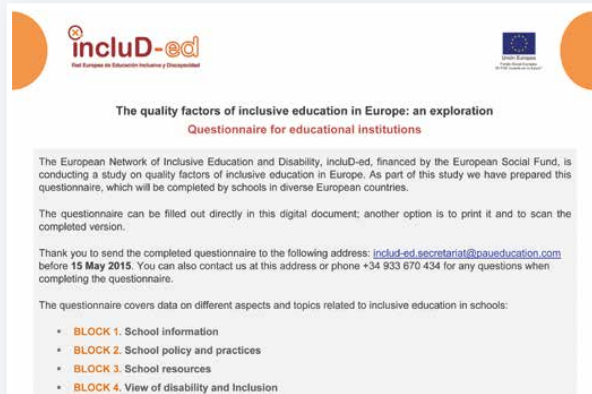 incluD-ed
Red Europea de Educación Inclusiva y Discapacidad
Unión Europea
Fondo Social Europeo
The quality factors of inclusive education in Europe: an exploration
Questionnaire for educational institutions
The European Network of Inclusive Education and Disability, incluD-ed, financed by the European Social Fund, is
conducting a study on quality factors of inclusive education in Europe. As part of this study we have prepared this
questionnaire, which will be completed by schools in diverse European countries.
The questionnaire can be filled out directly in this digital document; another option is to print it and to scan the
completed version.
Thank you to send the completed questionnaire to the following address: includ-ed.secretariat@paueducation.com
before 15 May 2015. You can also contact us at this address or phone +34 933 670 434 for any questions when
completing the questionnaire.
The questionnaire covers data on different aspects and topics related to inclusive education in schools:
▪ BLOCK 1. School information
▪ BLOCK 2. School policy and practices
▪ BLOCK 3. School resources
▪ BLOCK 4. View of disability and Inclusion